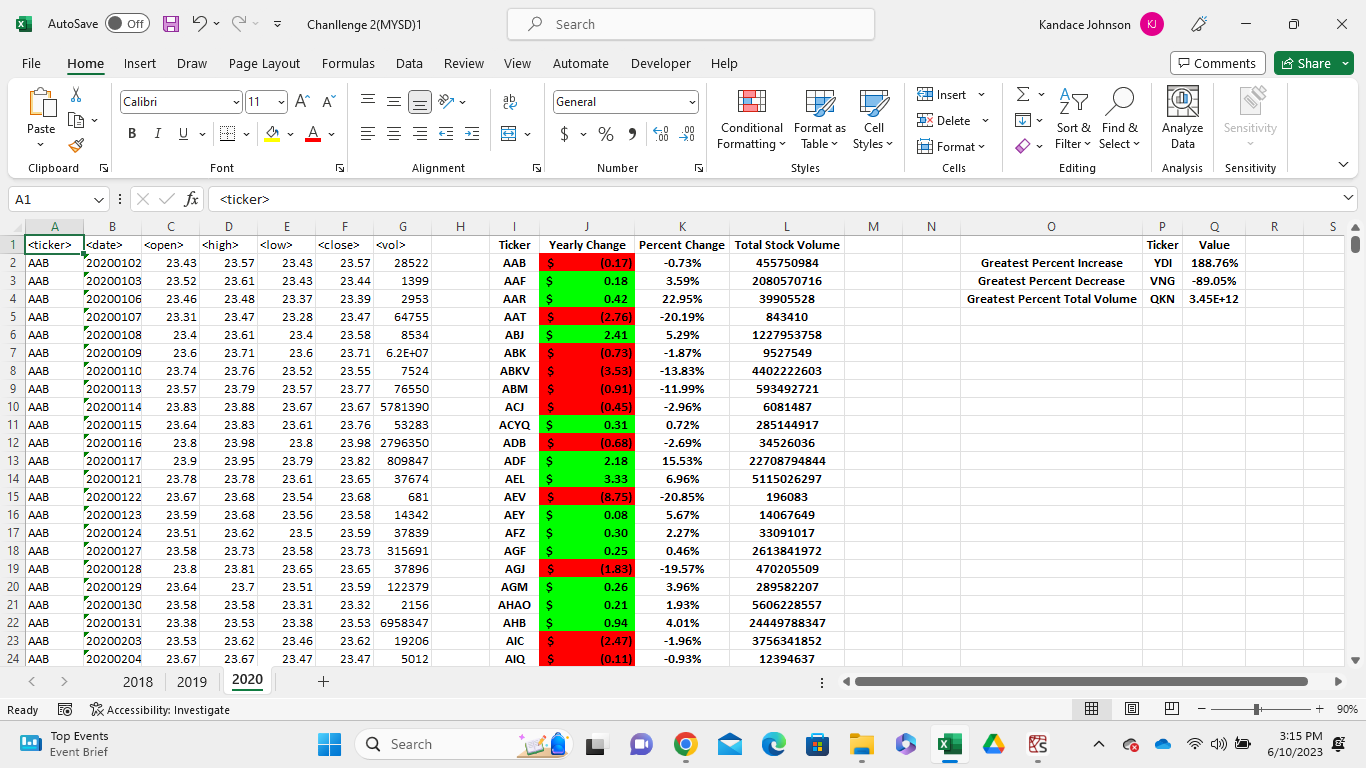 AutoSave Off Chanllenge 2(MYSD)1 Search Kandace Johnson KJ
File Home Insert Draw Page Layout Formulas Data Review View Automate Developer Help Comments Share
Paste Calibri 11 General Conditional Formatting Format as Table Cell Styles Insert Delete Format Sort & Filter Find & Select Analyze Data Sensitivity
Clipboard Font Alignment Number Styles Cells Editing Analysis Sensitivity
A1 fx <ticker>
A B C D E F G H I J K L M N O P Q R S
1 <ticker> <date> <open> <high> <low> <close> <vol> Ticker Yearly Change Percent Change Total Stock Volume Ticker Value
2 AAB 20200102 23.43 23.57 23.43 23.57 28522 AAB $ (0.17) -0.73% 455750984 Greatest Percent Increase YDI 188.76%
3 AAB 20200103 23.52 23.61 23.43 23.44 1399 AAF $ 0.18 3.59% 2080570716 Greatest Percent Decrease VNG -89.05%
4 AAB 20200106 23.46 23.48 23.37 23.39 2953 AAR $ 0.42 22.95% 39905528 Greatest Percent Total Volume QKN 3.45E+12
5 AAB 20200107 23.31 23.47 23.28 23.47 64755 AAT $ (2.76) -20.19% 843410
6 AAB 20200108 23.4 23.61 23.4 23.58 8534 ABJ $ 2.41 5.29% 1227953758
7 AAB 20200109 23.6 23.71 23.6 23.71 6.2E+07 ABK $ (0.73) -1.87% 9527549
8 AAB 20200110 23.74 23.76 23.52 23.55 7524 ABKV $ (3.53) -13.83% 4402222603
9 AAB 20200113 23.57 23.79 23.57 23.77 76550 ABM $ (0.91) -11.99% 593492721
10 AAB 20200114 23.83 23.88 23.67 23.67 5781390 ACJ $ (0.45) -2.96% 6081487
11 AAB 20200115 23.64 23.83 23.61 23.76 53283 ACYQ $ 0.31 0.72% 285144917
12 AAB 20200116 23.8 23.98 23.8 23.98 2796350 ADB $ (0.68) -2.69% 34526036
13 AAB 20200117 23.9 23.95 23.79 23.82 809847 ADF $ 2.18 15.53% 22708794844
14 AAB 20200121 23.78 23.78 23.61 23.65 37674 AEL $ 3.33 6.96% 5115026297
15 AAB 20200122 23.67 23.68 23.54 23.68 681 AEV $ (8.75) -20.85% 196083
16 AAB 20200123 23.59 23.68 23.56 23.58 14342 AEY $ 0.08 5.67% 14067649
17 AAB 20200124 23.51 23.62 23.5 23.59 37839 AFZ $ 0.30 2.27% 33091017
18 AAB 20200127 23.58 23.73 23.58 23.73 315691 AGF $ 0.25 0.46% 2613841972
19 AAB 20200128 23.8 23.81 23.65 23.65 37896 AGJ $ (1.83) -19.57% 470205509
20 AAB 20200129 23.64 23.7 23.51 23.59 122379 AGM $ 0.26 3.96% 289582207
21 AAB 20200130 23.58 23.58 23.31 23.32 2156 AHAO $ 0.21 1.93% 5606228557
22 AAB 20200131 23.38 23.53 23.38 23.53 6958347 AHB $ 0.94 4.01% 24449788347
23 AAB 20200203 23.53 23.62 23.46 23.62 19206 AIC $ (2.47) -1.96% 3756341852
24 AAB 20200204 23.67 23.67 23.47 23.47 5012 AIQ $ (0.11) -0.93% 12394637
2018 2019 2020
Ready Accessibility: Investigate 90%
Top Events
Event Brief
Search
3:15 PM
6/10/2023